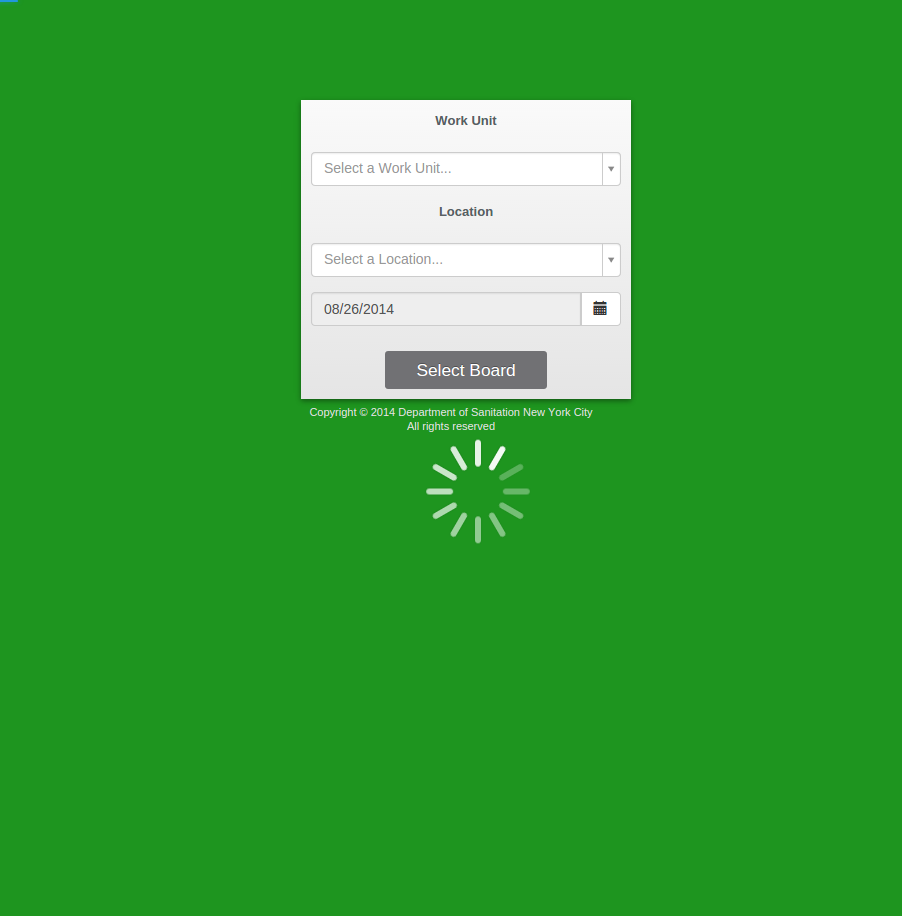 Work Unit
Select a Work Unit...
Location
Select a Location...
08/26/2014
Select Board
Copyright © 2014 Department of Sanitation New York City
All rights reserved